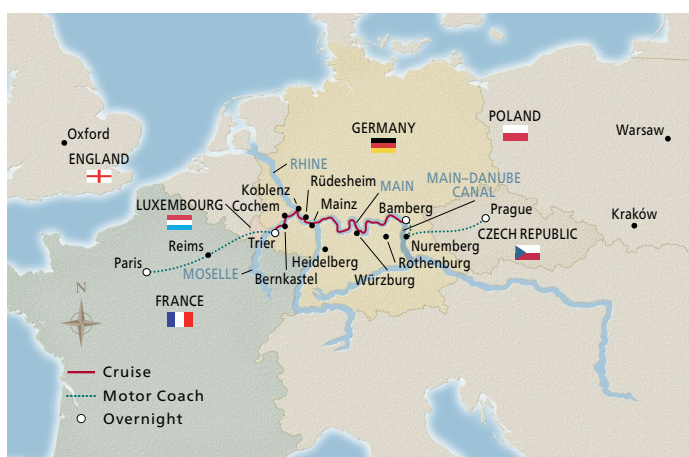 POLAND
GERMANY
Warsaw
Oxford
ENGLAND
RHINE
Rüdesheim
MAIN
MAIN–DANUBE
CANAL
Koblenz
Cochem
LUXEMBOURG
Mainz
Bamberg
Prague
Kraków
CZECH REPUBLIC
Trier
Reims
Nuremberg
Paris
Heidelberg
Rothenburg
MOSELLE
Bernkastel
Würzburg
N
FRANCE
Cruise
Motor Coach
Overnight